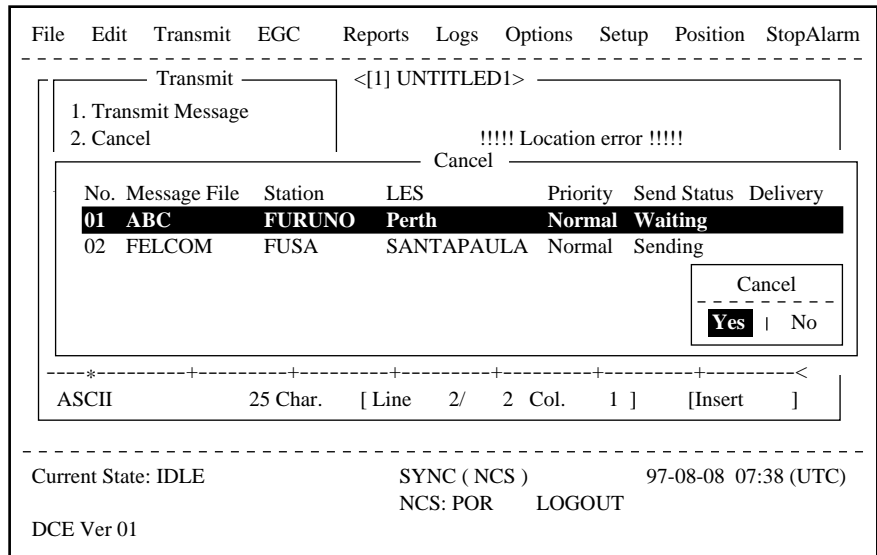 File Edit Transmit EGC Reports Logs Options Setup Position StopAlarm
Transmit <[1] UNTITLED1>
1. Transmit Message
2. Cancel !!!!! Location error !!!!!
Cancel
No. Message File Station LES Priority Send Status Delivery
01 ABC FURUNO Perth Normal Waiting
02 FELCOM FUSA SANTAPAULA Normal Sending
Cancel
Yes | No
----*---------+---------+---------+---------+---------+---------+---------<
ASCII 25 Char. [ Line 2/ 2 Col. 1 ] [Insert ]
Current State: IDLE SYNC ( NCS ) 97-08-08 07:38 (UTC)
NCS: POR LOGOUT
DCE Ver 01